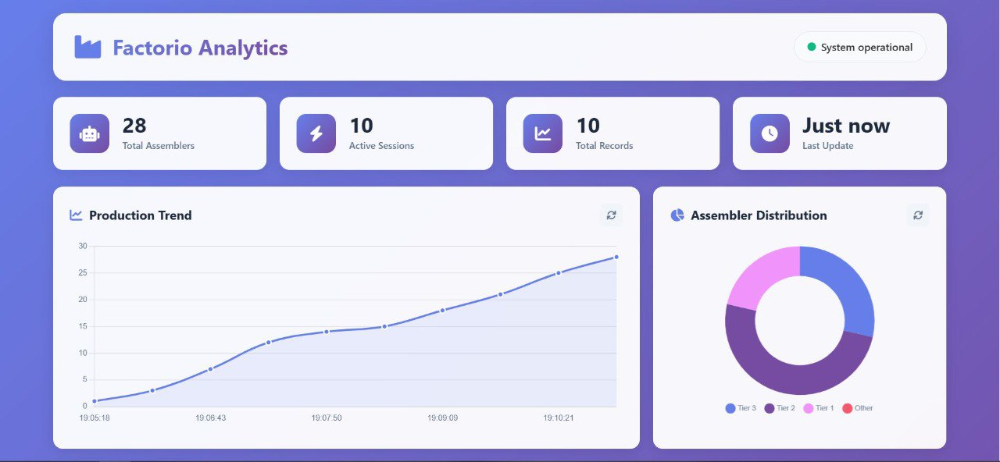 Factorio Analytics
System operational
28
Total Assemblers
10
Active Sessions
10
Total Records
Just now
Last Update
Production Trend
30
25
20
15
10
5
0
19:05:18
19:06:43
19:07:50
19:09:09
19:10:21
Assembler Distribution
Tier 3
Tier 2
Tier 1
Other